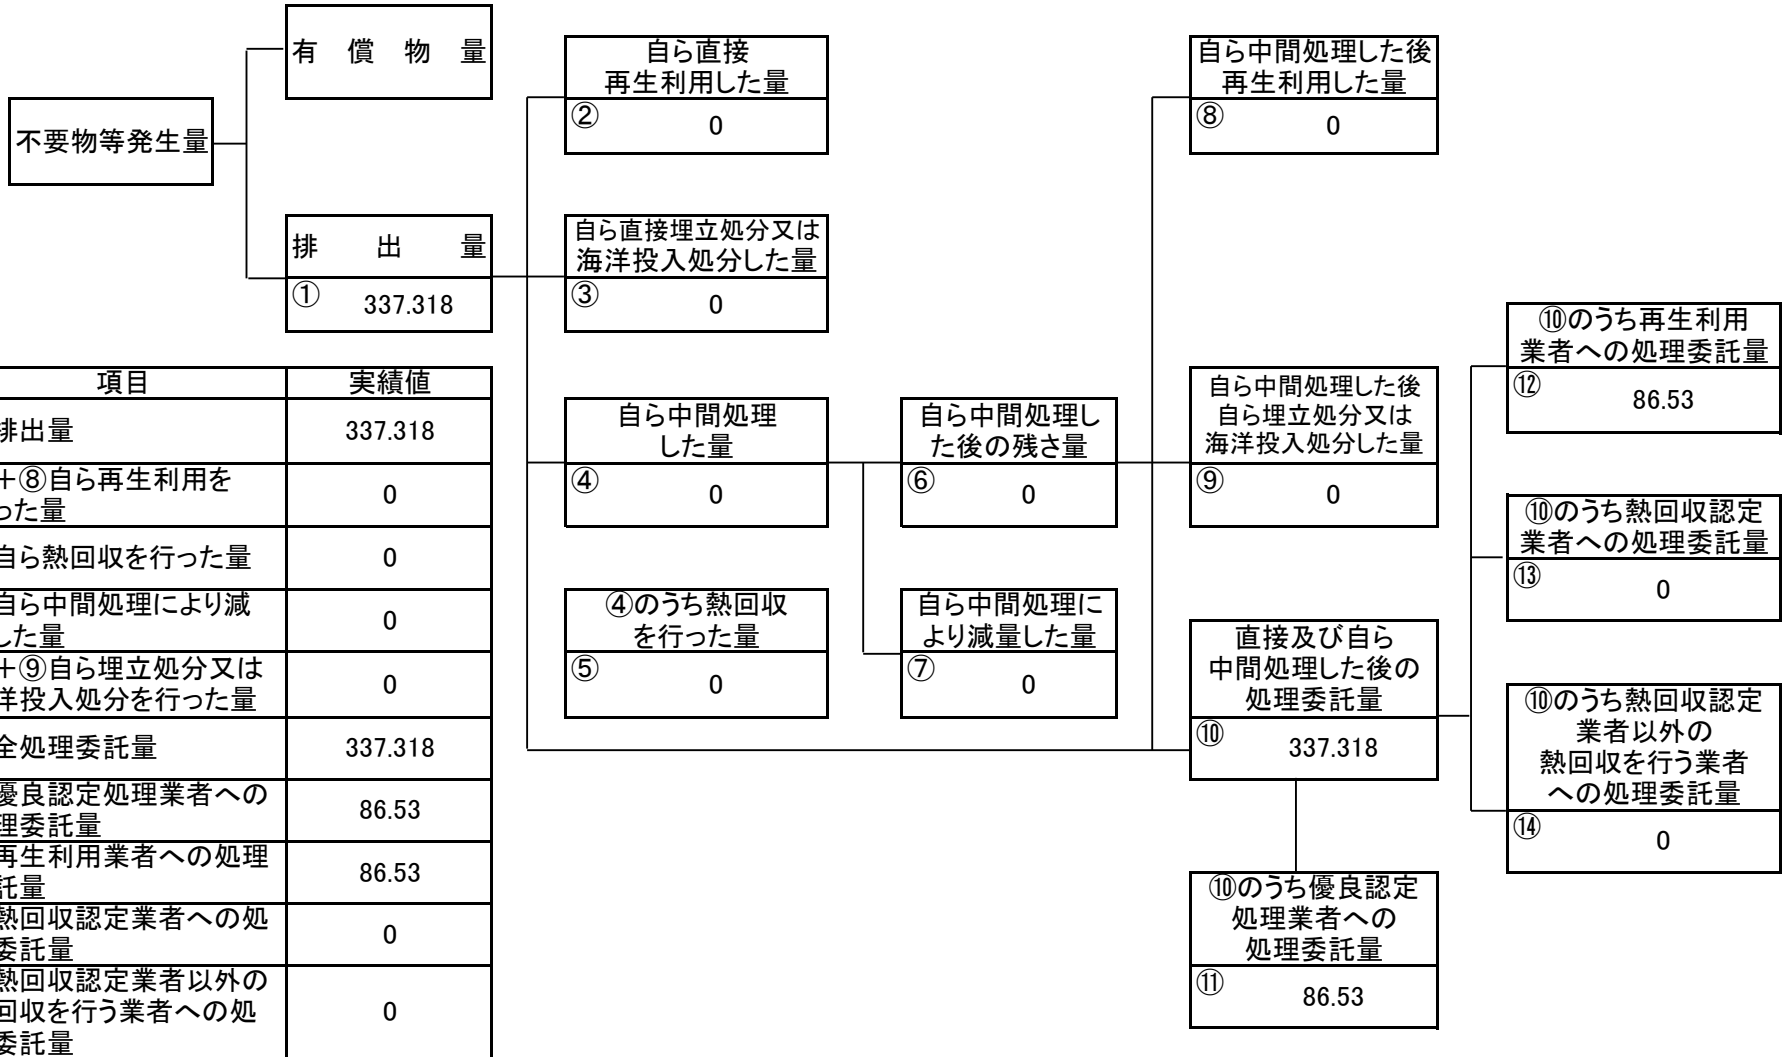 有償物量
不要物等発生量
排出量
① 337.318
自ら直接
再生利用した量
② 0
自ら直接埋立処分又は
海洋投入処分した量
③ 0
自ら中間処理
した量
④ 0
④のうち熱回収
を行った量
⑤ 0
自ら中間処理し
た後の残さ量
⑥ 0
自ら中間処理に
より減量した量
⑦ 0
自ら中間処理した後
再生利用した量
⑧ 0
自ら中間処理した後
自ら埋立処分又は
海洋投入処分した量
⑨ 0
直接及び自ら
中間処理した後の
処理委託量
⑩ 337.318
⑩のうち優良認定
処理業者への
処理委託量
⑪ 86.53
⑩のうち再生利用
業者への処理委託量
⑫ 86.53
⑩のうち熱回収認定
業者への処理委託量
⑬ 0
⑩のうち熱回収認定
業者以外の
熱回収を行う業者
への処理委託量
⑭ 0
項目 実績値
排出量 337.318
+⑧自ら再生利用を
った量 0
自ら熱回収を行った量 0
自ら中間処理により減
した量 0
+⑨自ら埋立処分又は
洋投入処分を行った量 0
全処理委託量 337.318
優良認定処理業者への
理委託量 86.53
再生利用業者への処理
託量 86.53
熱回収認定業者への処
委託量 0
熱回収認定業者以外の
回収を行う業者への処
委託量 0